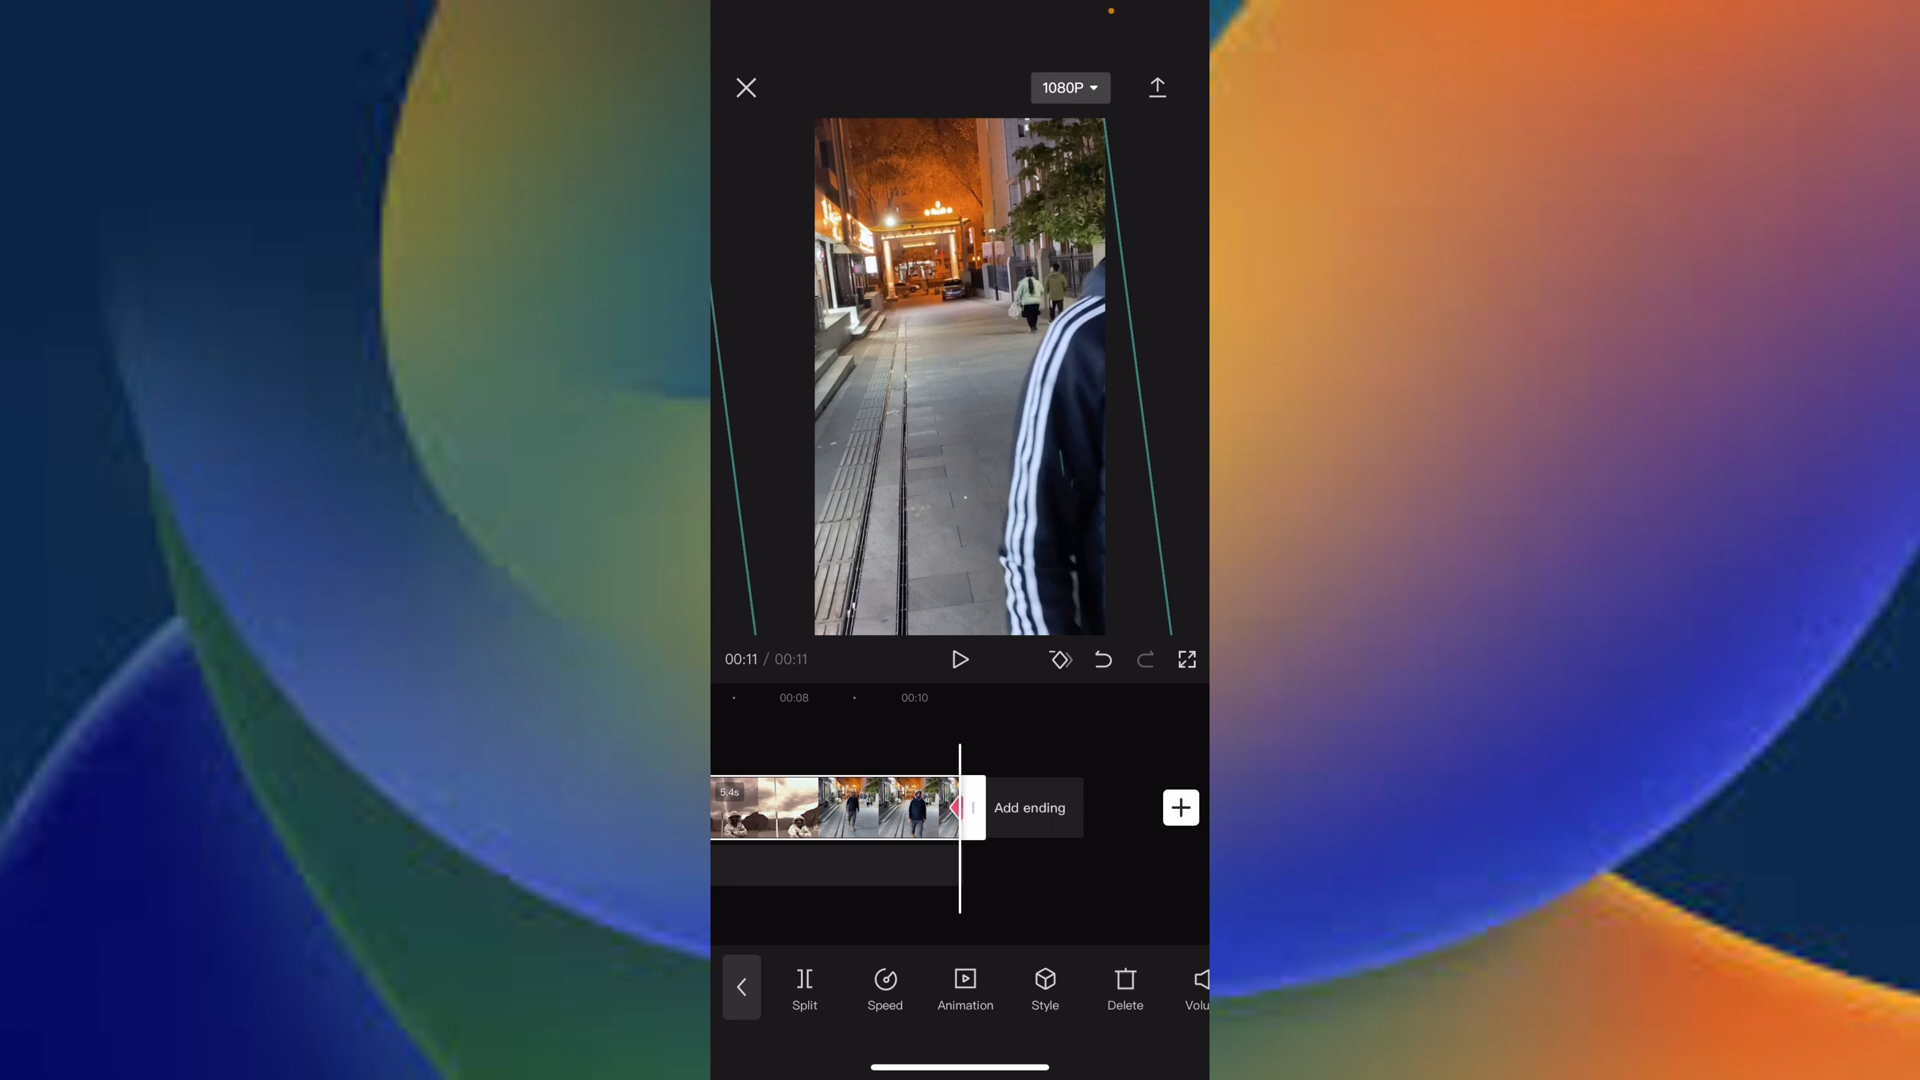 1080P
00:11 / 00:11
00:08
00:10
5.4s
Add ending
Split
Speed
Animation
Style
Delete
Volu